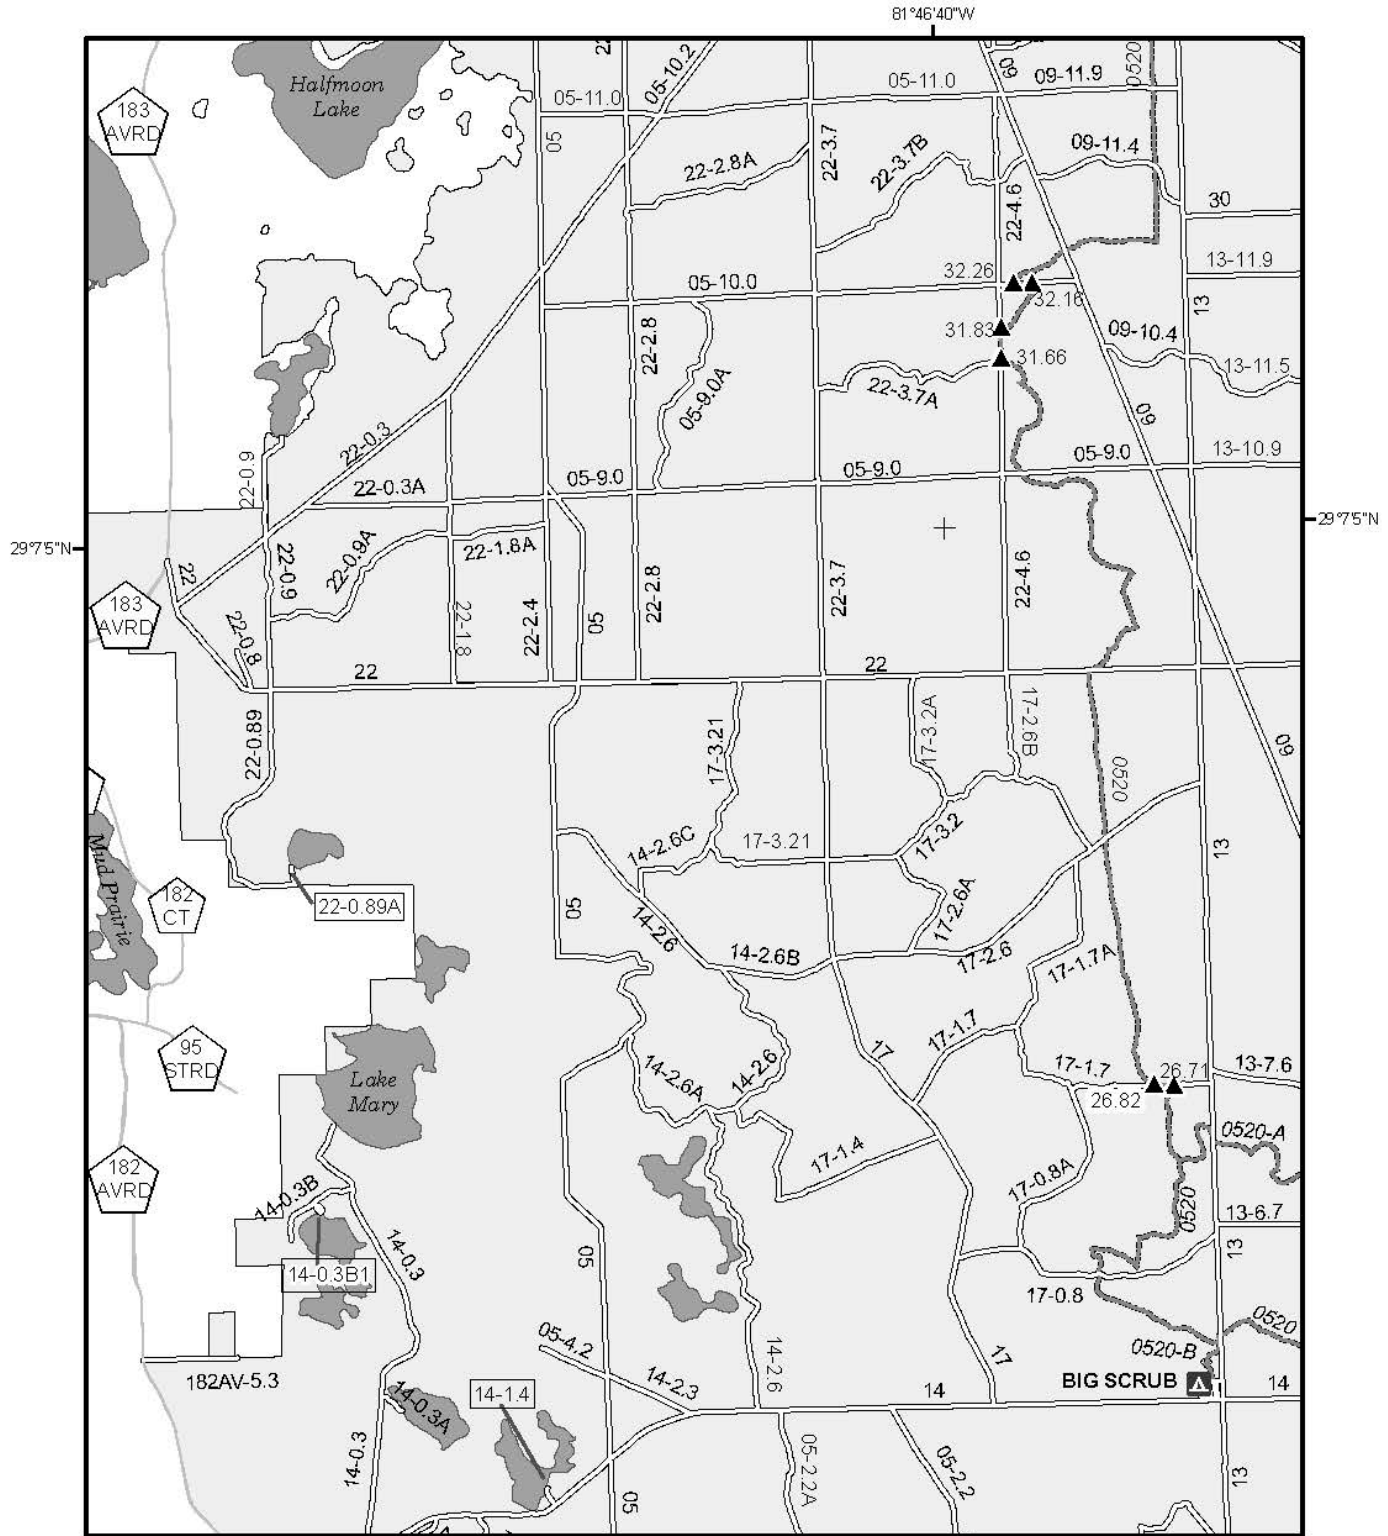 81°46'40"W
Halfmoon
Lake
183
AVRD
22
05-10.2
05-11.0
05-11.0
09
09-11.9
0520
05
22-2.8A
22-3.7
22-3.7B
09-11.4
22-4.6
30
32.26
13-11.9
05-10.0
32.16
13
31.83
09-10.4
22-2.8
31.66
13-11.5
05-9.0A
22-3.7A
09
22-0.3
22-0.9
05-9.0
05-9.0
05-9.0
13-10.9
22-0.3A
29°7'5"N
29°7'5"N
22-0.9A
22-1.8A
22
22-0.9
22-2.8
22-3.7
22-4.6
183
AVRD
22-0.8
22-1.8
22-2.4
05
22
22
22-0.89
17-3.21
17-3.2A
17-2.6B
0520
09
Mud Prairie
14-2.6C
17-3.21
17-3.2
13
182
CT
22-0.89A
05
14-2.6
17-2.6A
14-2.6B
17-2.6
17-1.7A
95
STRD
Lake
Mary
14-2.6A
14-2.6
17
17-1.7
17-1.7
26.71
13-7.6
26.82
182
AVRD
14-0.3B
17-1.4
0520-A
17-0.8A
0520
13-6.7
14-0.3
05
13
14-0.3B1
17-0.8
0520
182AV-5.3
05-4.2
14-2.3
14-2.6
17
0520-B
BIG SCRUB
14
14
14-1.4
14-0.3A
14-0.3
05
05-2.2A
05-2.2
13